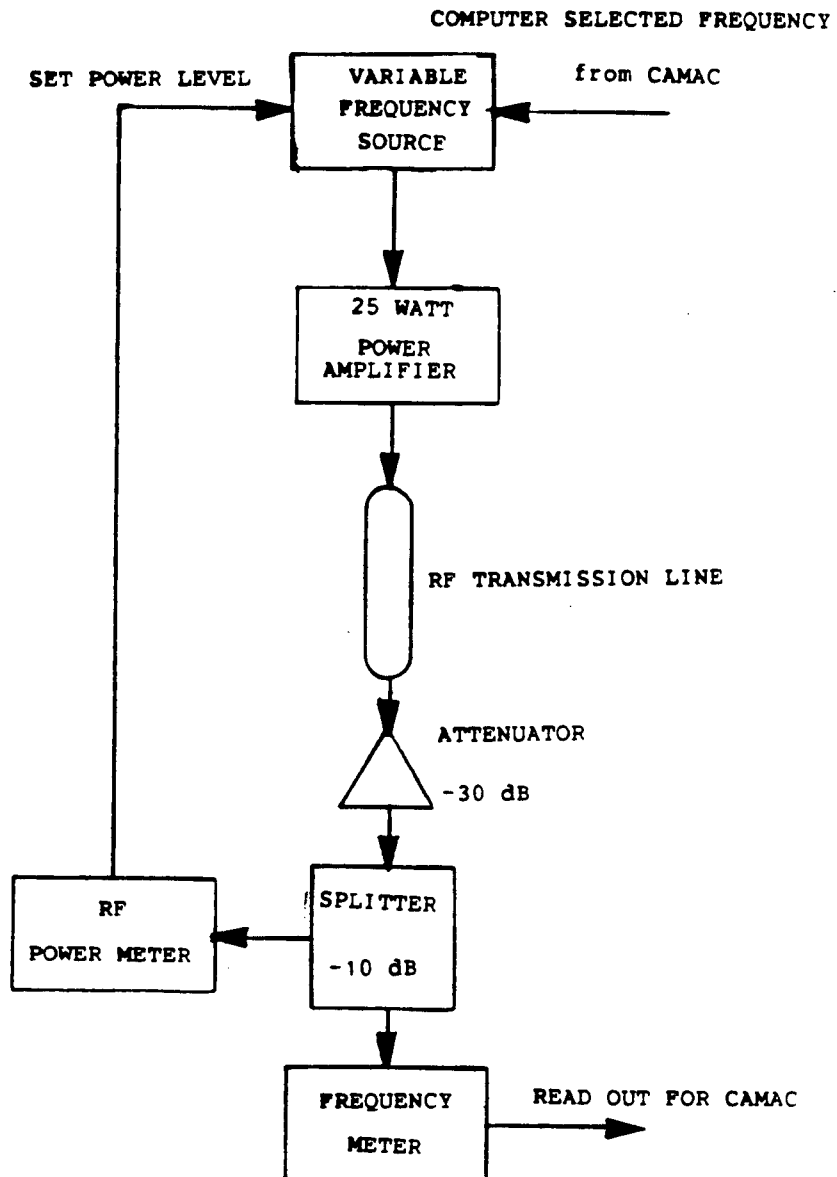 COMPUTER SELECTED FREQUENCY
SET POWER LEVEL
VARIABLE
FREQUENCY
SOURCE
from CAMAC
25 WATT
POWER
AMPLIFIER
RF TRANSMISSION LINE
ATTENUATOR
-30 dB
SPLITTER
-10 dB
RF
POWER METER
FREQUENCY
METER
READ OUT FOR CAMAC